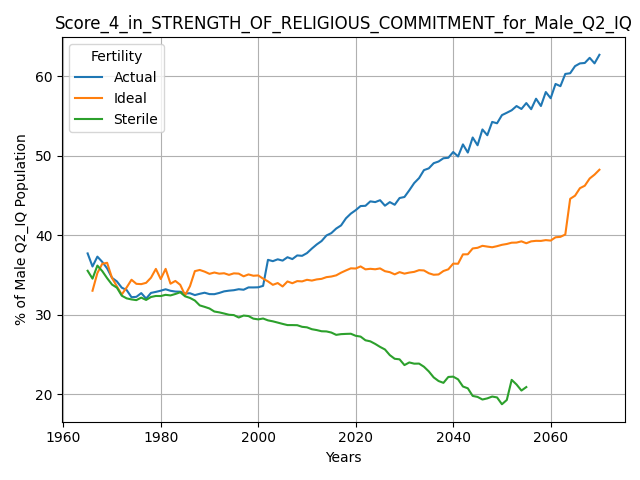 Score_4_in_STRENGTH_OF_RELIGIOUS_COMMITMENT_for_Male_Q2_IQ
Fertility
Actual
Ideal
Sterile
% of Male Q2_IQ Population
60
50
40
30
20
1960
1980
2000
2020
2040
2060
Years